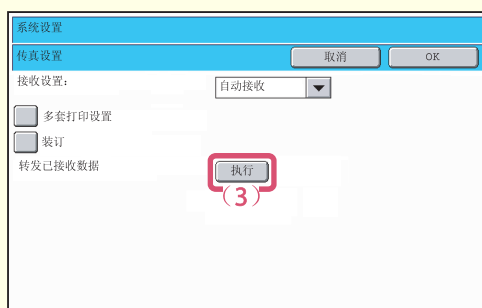 系统设置
传真设置 取消 OK
接收设置: 自动接收
多套打印设置
装订
转发已接收数据 执行
(3)